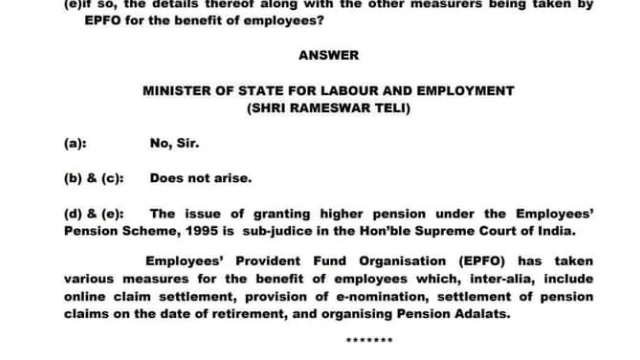 (e)if so, the details thereof along with the other measurers being taken by
EPFO for the benefit of employees?
ANSWER
MINISTER OF STATE FOR LABOUR AND EMPLOYMENT
(SHRI RAMESWAR TELI)
(a): No, Sir.
(b) & (c): Does not arise.
(d) & (e): The issue of granting higher pension under the Employees'
Pension Scheme, 1995 is sub-judice in the Hon'ble Supreme Court of India.
Employees' Provident Fund Organisation (EPFO) has taken
various measures for the benefit of employees which, inter-alia, include
online claim settlement, provision of e-nomination, settlement of pension
claims on the date of retirement, and organising Pension Adalats.
*******